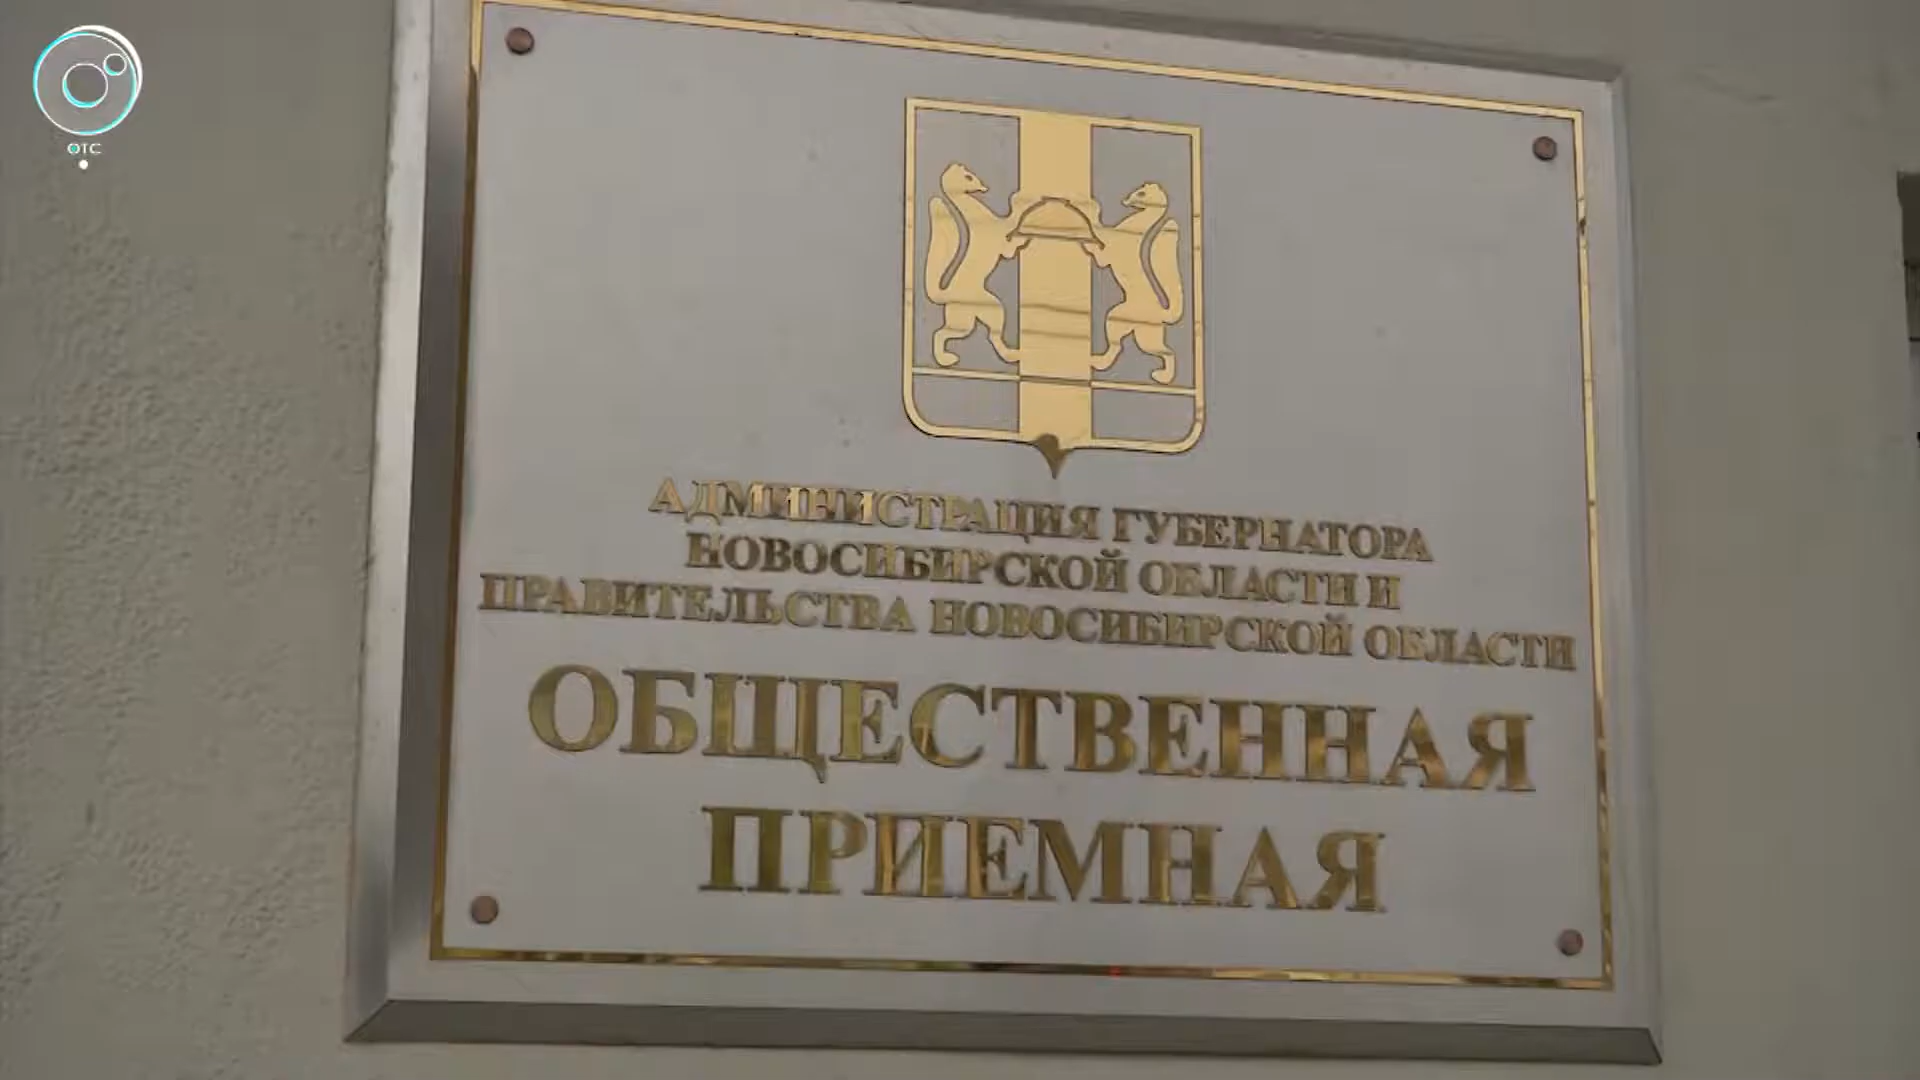 ОТС
АДМИНИСТРАЦИЯ ГУБЕРНАТОРА
НОВОСИБИРСКОЙ ОБЛАСТИ И
ПРАВИТЕЛЬСТВА НОВОСИБИРСКОЙ ОБЛАСТИ
ОБЩЕСТВЕННАЯ
ПРИЕМНАЯ